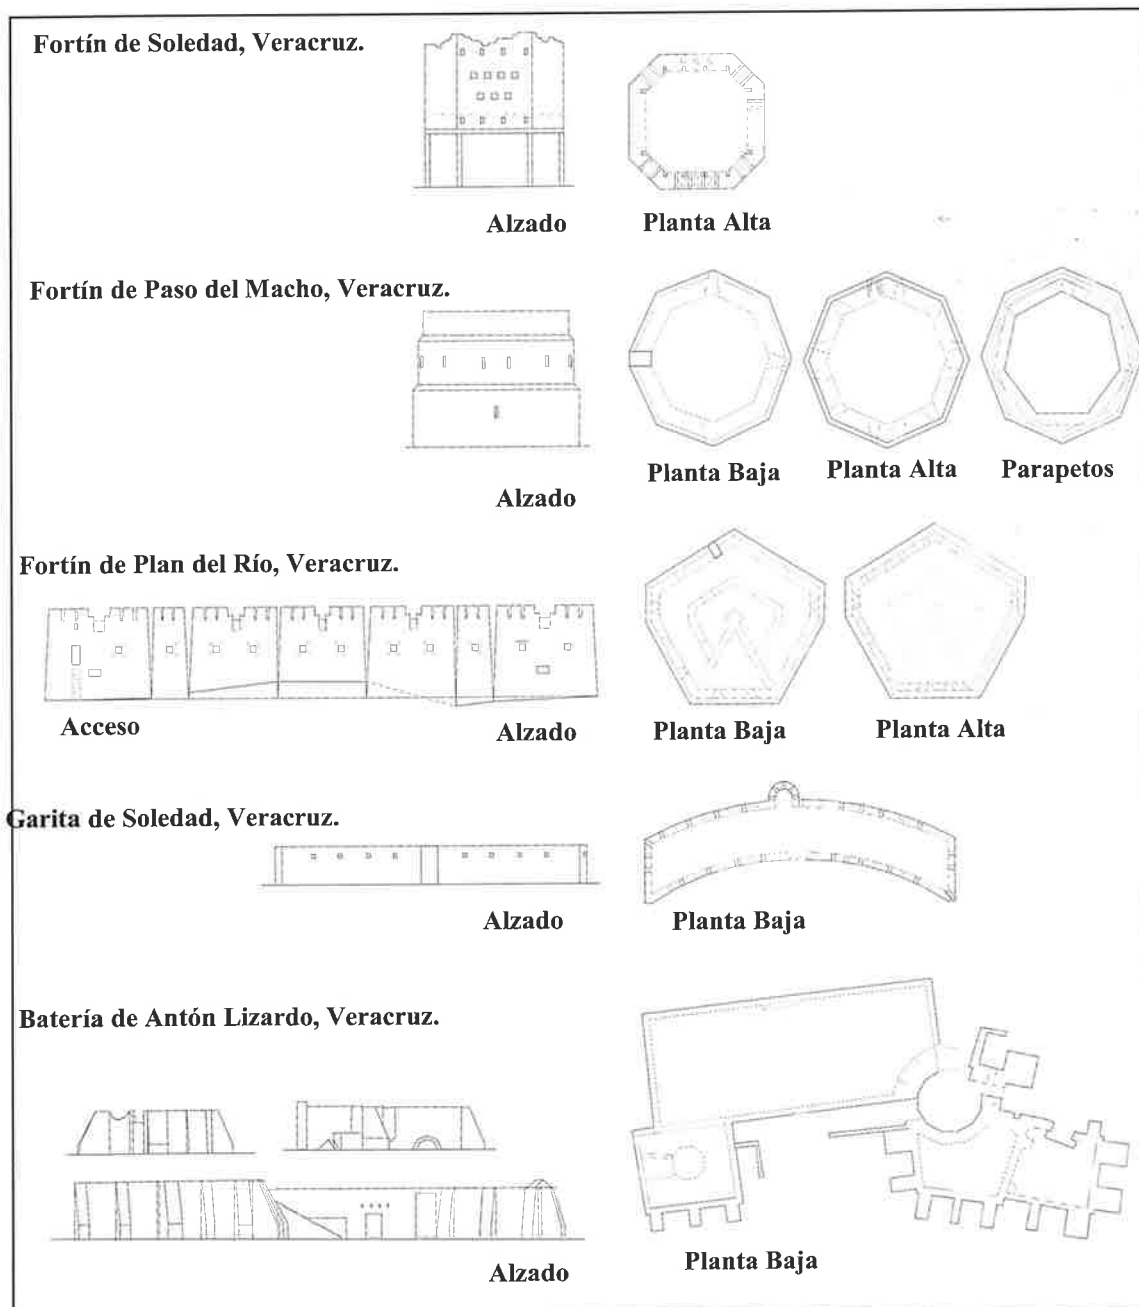 Fortín de Soledad, Veracruz.
Alzado
Planta Alta
Fortín de Paso del Macho, Veracruz.
Alzado
Planta Baja
Planta Alta
Parapetos
Fortín de Plan del Río, Veracruz.
Acceso
Alzado
Planta Baja
Planta Alta
Garita de Soledad, Veracruz.
Alzado
Planta Baja
Batería de Antón Lizardo, Veracruz.
Alzado
Planta Baja